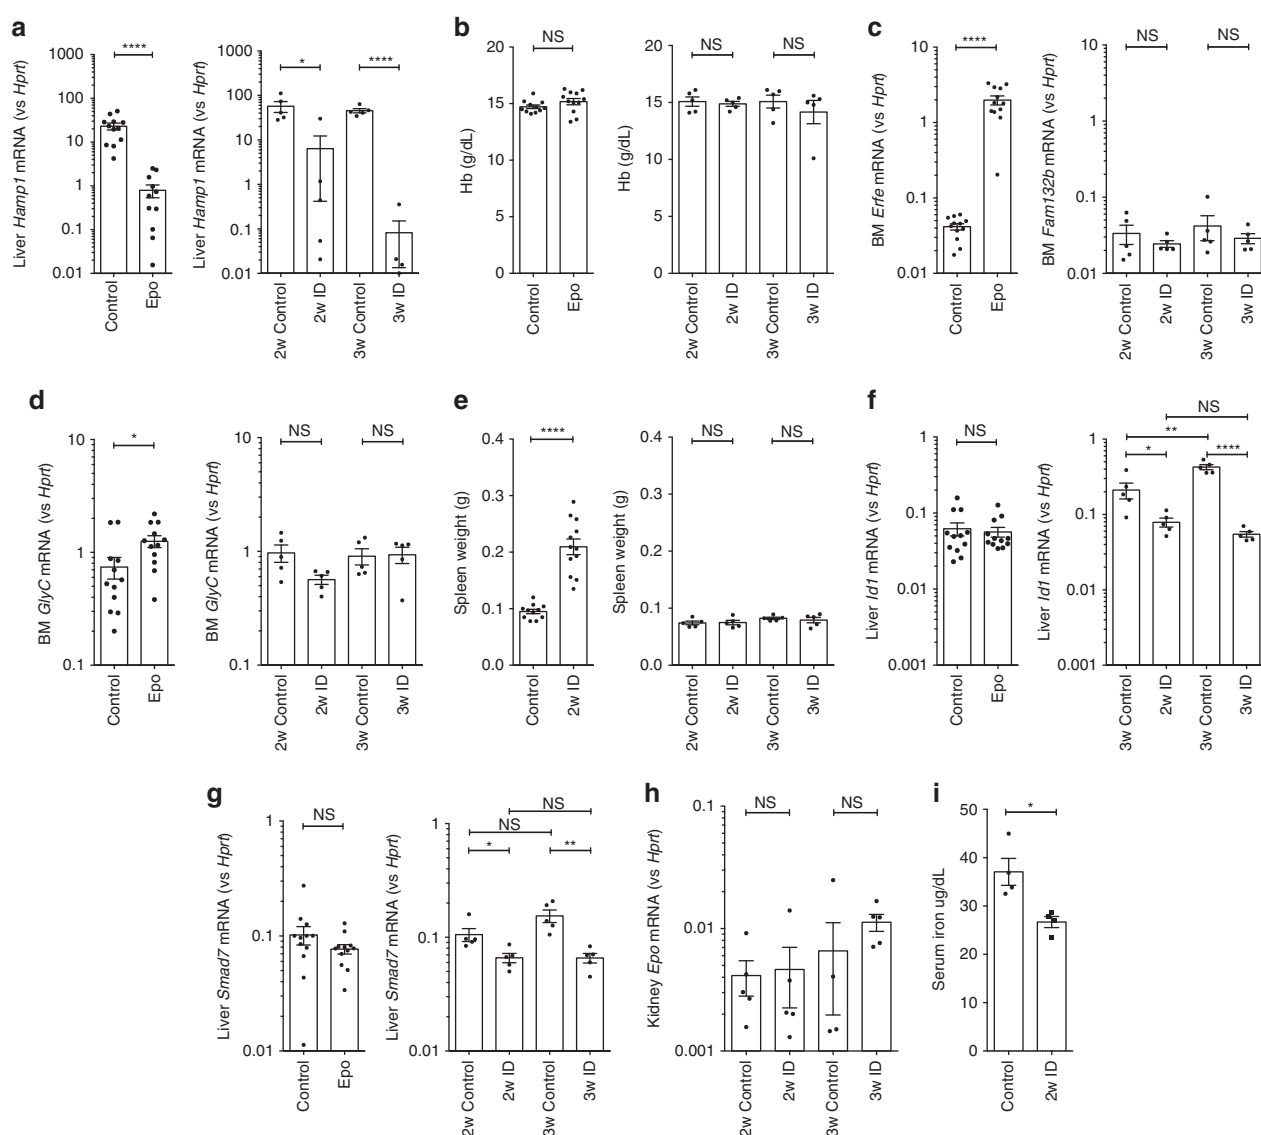 a
Liver Hamp1 mRNA (vs Hprt)
1000
100
10
1
0.1
0.01
****
Control
Epo
Liver Hamp1 mRNA (vs Hprt)
1000
100
10
1
0.1
0.01
*
****
2w Control
2w ID
3w Control
3w ID
b
Hb (g/dL)
20
15
10
5
0
NS
Control
Epo
Hb (g/dL)
20
15
10
5
0
NS
NS
2w Control
2w ID
3w Control
3w ID
c
BM Erfe mRNA (vs Hprt)
10
1
0.1
0.01
****
Control
Epo
BM Fam132b mRNA (vs Hprt)
10
1
0.1
0.01
NS
NS
2w Control
2w ID
3w Control
3w ID
d
BM GlyC mRNA (vs Hprt)
10
1
0.1
*
Control
Epo
BM GlyC mRNA (vs Hprt)
10
1
0.1
NS
NS
2w Control
2w ID
3w Control
3w ID
e
Spleen weight (g)
0.4
0.3
0.2
0.1
0.0
****
Control
2w ID
Spleen weight (g)
0.4
0.3
0.2
0.1
0.0
NS
NS
2w Control
2w ID
3w Control
3w ID
f
Liver Id1 mRNA (vs Hprt)
1
0.1
0.01
0.001
NS
Control
Epo
Liver Id1 mRNA (vs Hprt)
1
0.1
0.01
0.001
NS
**
*
****
3w Control
2w ID
3w Control
3w ID
g
Liver Smad7 mRNA (vs Hprt)
1
0.1
0.01
NS
Control
Epo
Liver Smad7 mRNA (vs Hprt)
1
0.1
0.01
NS
NS
*
**
2w Control
2w ID
3w Control
3w ID
h
Kidney Epo mRNA (vs Hprt)
0.1
0.01
0.001
NS
NS
2w Control
2w ID
3w Control
3w ID
i
Serum iron ug/dL
50
40
30
20
10
0
*
Control
2w ID